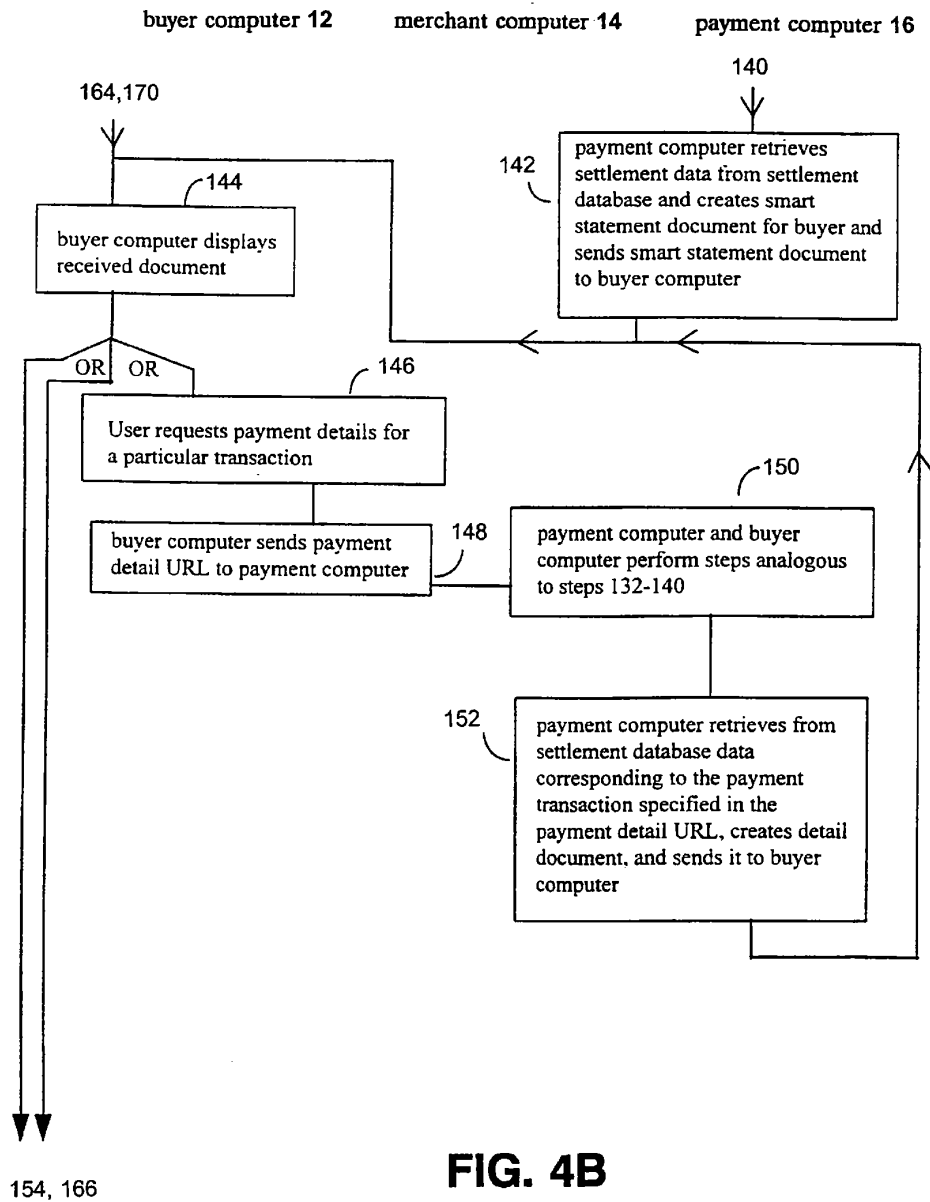 buyer computer 12 merchant computer 14 payment computer 16
164,170
140
142
payment computer retrieves
settlement data from settlement
database and creates smart
statement document for buyer and
sends smart statement document
to buyer computer
144
buyer computer displays
received document
OR OR
146
User requests payment details for
a particular transaction
148
buyer computer sends payment
detail URL to payment computer
150
payment computer and buyer
computer perform steps analogous
to steps 132-140
152
payment computer retrieves from
settlement database data
corresponding to the payment
transaction specified in the
payment detail URL, creates detail
document, and sends it to buyer
computer
154, 166
FIG. 4B